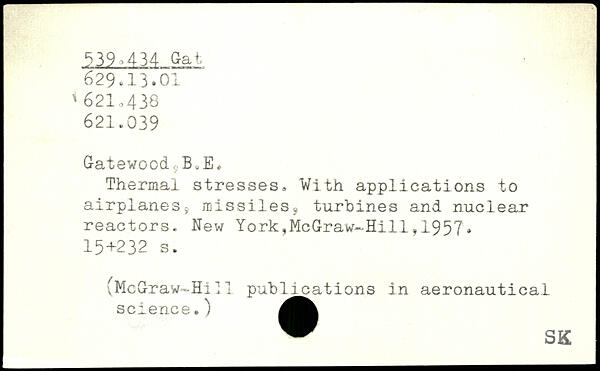 539.434 Gat
629.13.01
621.438
621.039
Gatewood,B.E.
Thermal stresses. With applications to
airplanes, missiles, turbines and nuclear
reactors. New York,McGraw-Hill,1957.
15+232 s.
(McGraw-Hill publications in aeronautical
science.)
SK